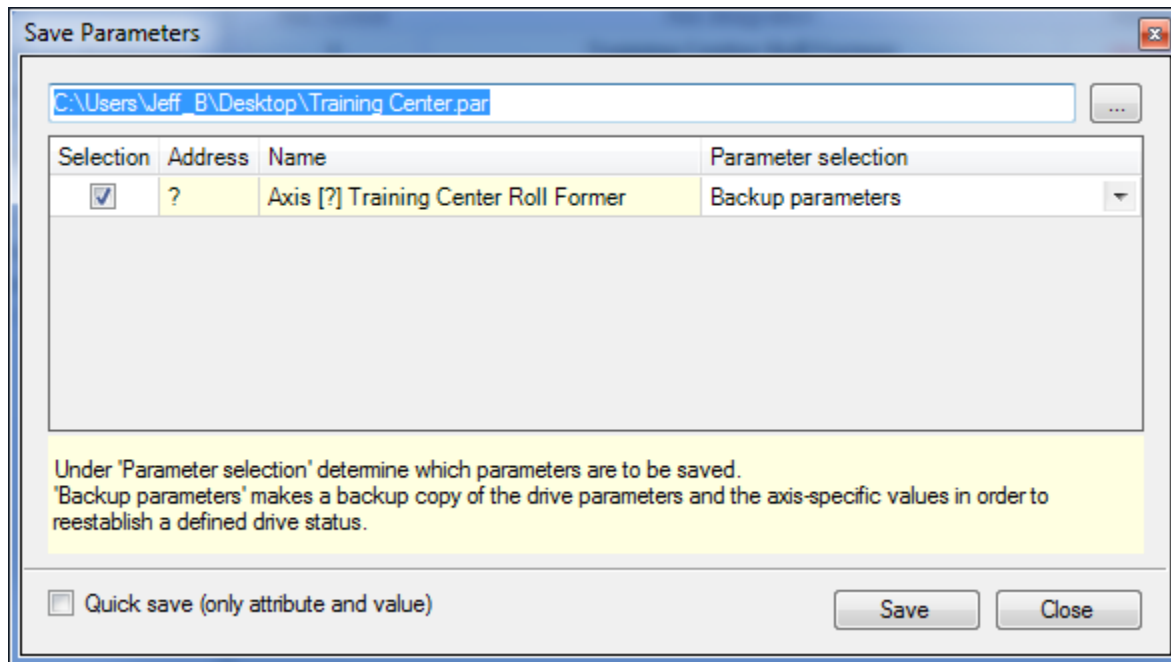 Save Parameters
C:\Users\Jeff_B\Desktop\Training Center.par
...
Selection Address Name Parameter selection
? Axis [?] Training Center Roll Former Backup parameters
Under 'Parameter selection' determine which parameters are to be saved.
'Backup parameters' makes a backup copy of the drive parameters and the axis-specific values in order to
reestablish a defined drive status.
Quick save (only attribute and value)
Save Close